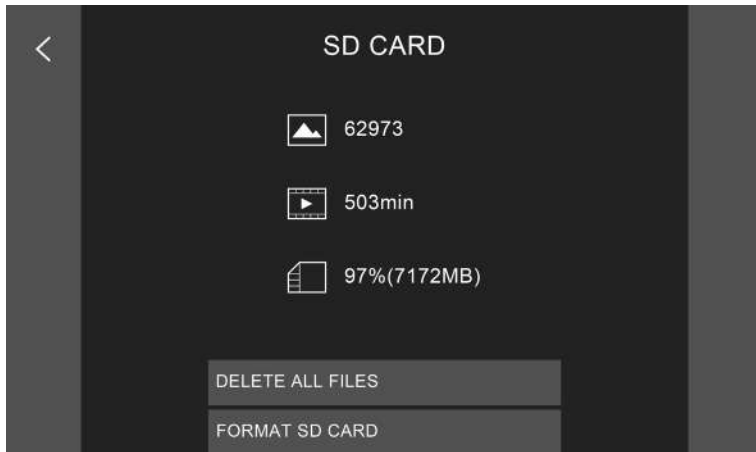 SD CARD
62973
503min
97%(7172MB)
DELETE ALL FILES
FORMAT SD CARD